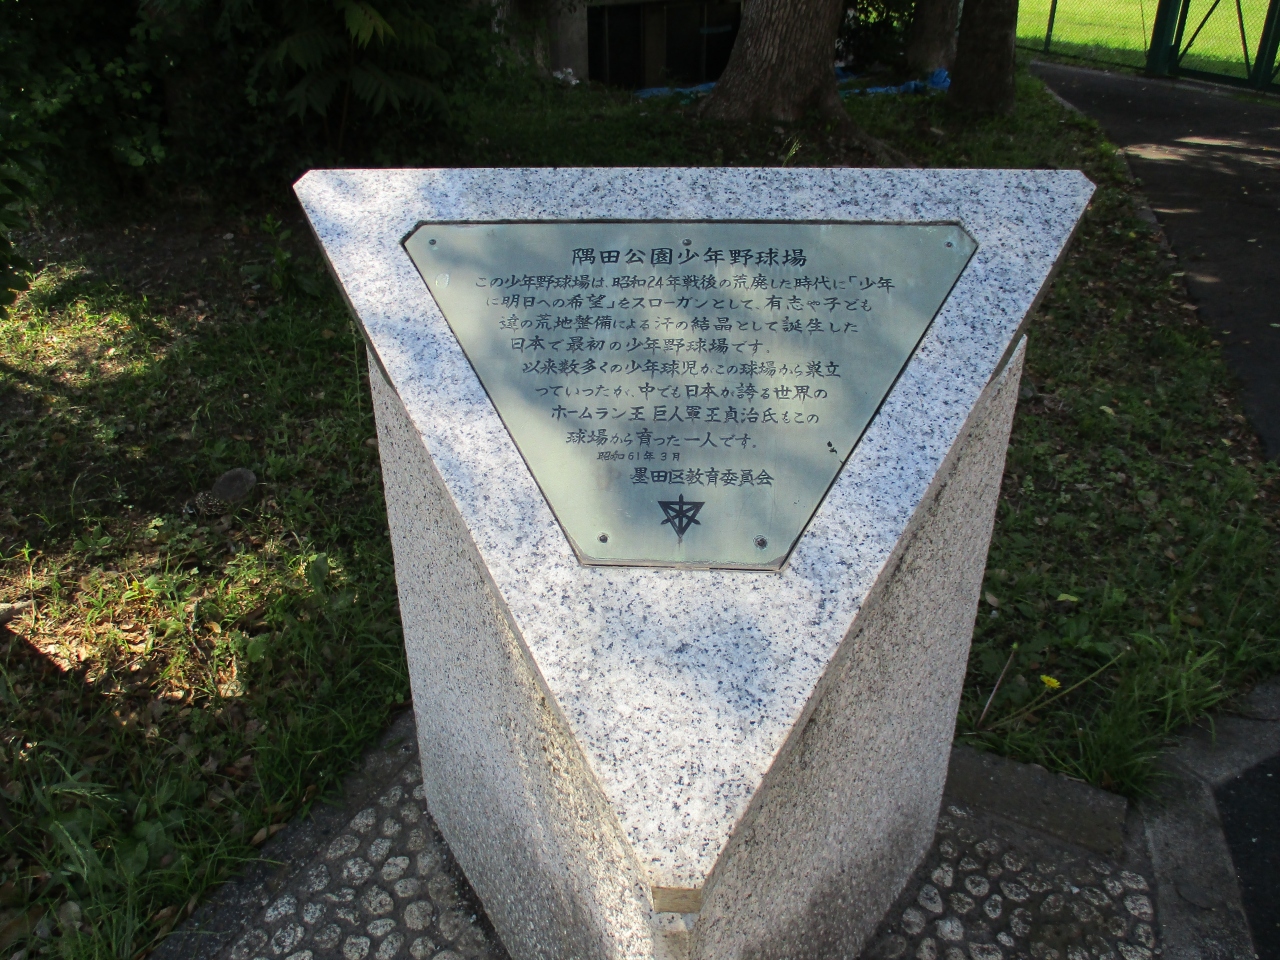 隅田公園少年野球場
この少年野球場は、昭和24年戦後の荒廃した時代に「少年
に明日への希望」をスローガンとして、有志や子ども
達の荒地整備による汗の結晶として誕生した
日本で最初の少年野球場です。
以来数多くの少年球児がこの球場から巣立
っていったが、中でも日本が誇る世界の
ホームラン王 巨人軍王貞治氏もこの
球場から育った一人です。
昭和61年3月
墨田区教育委員会